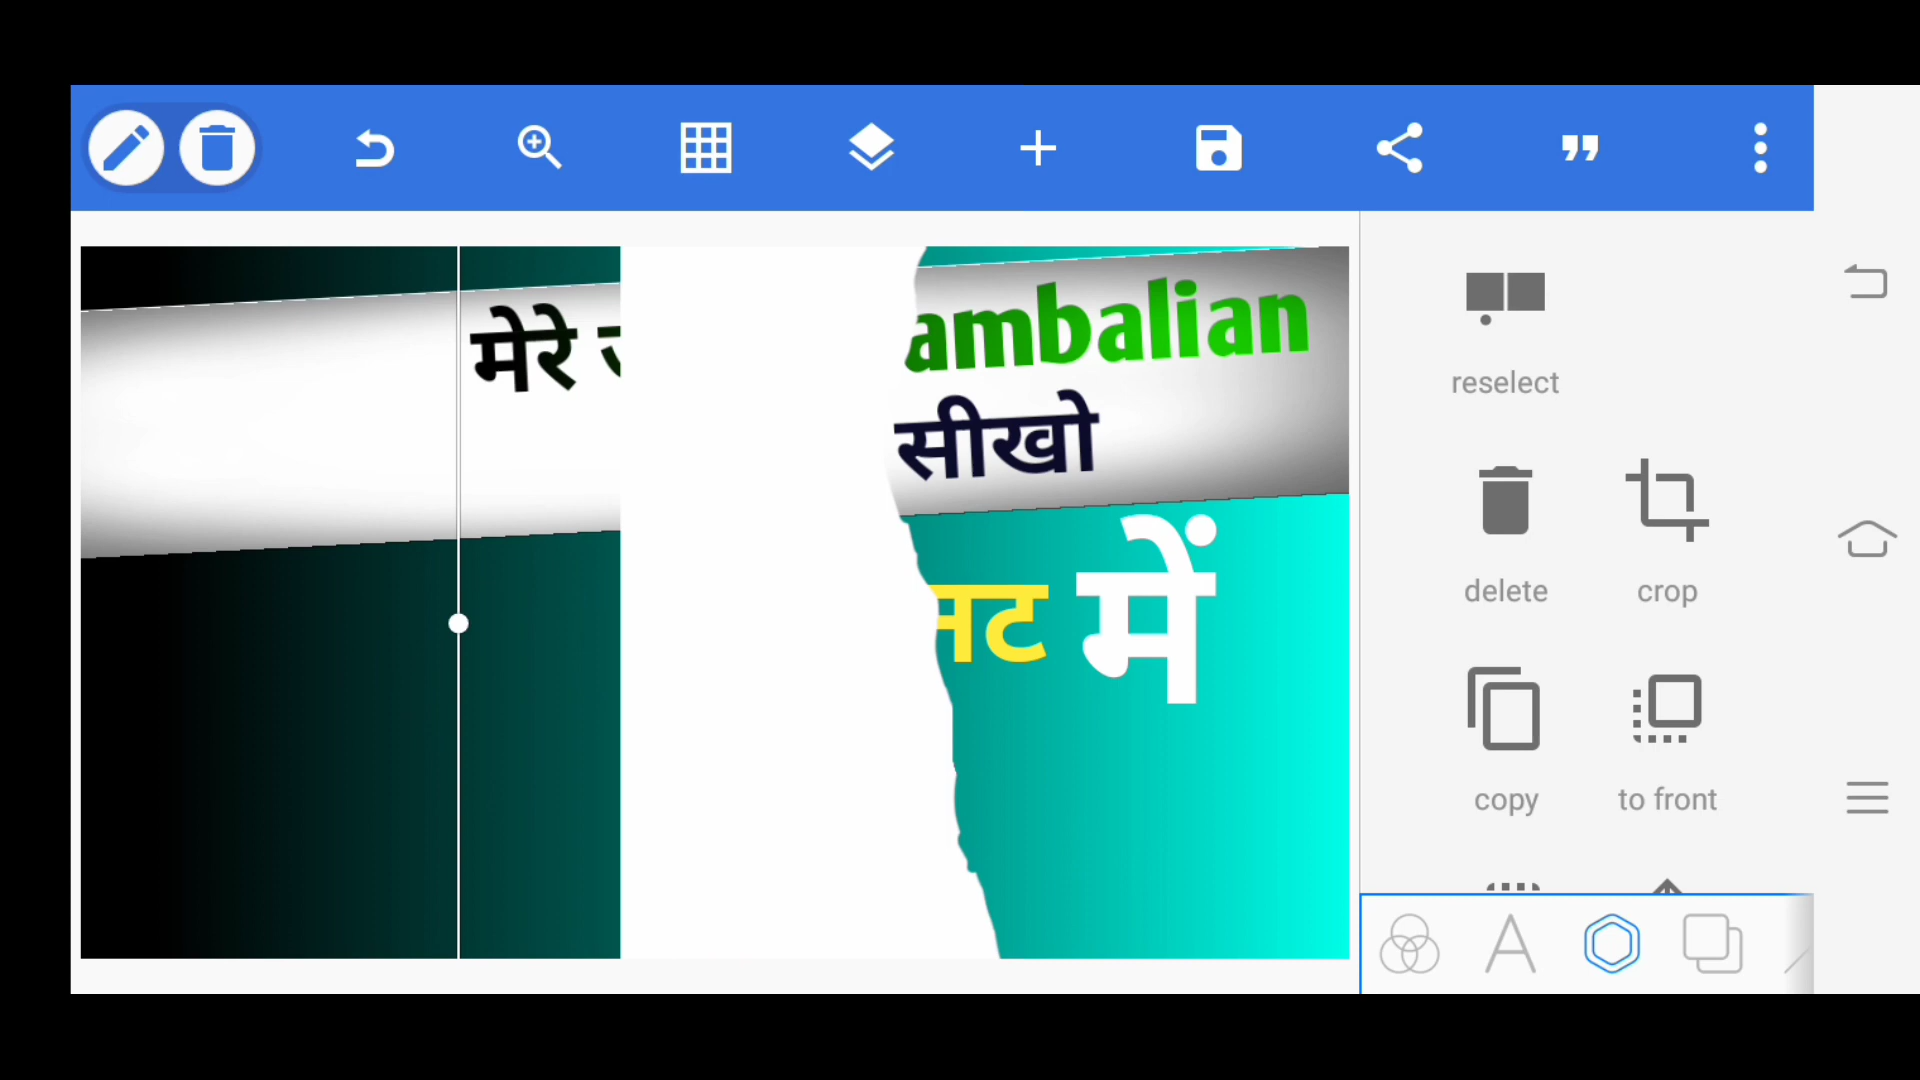 मेरे
ambalian
सीखो
में
reselect
delete
crop
copy
to front